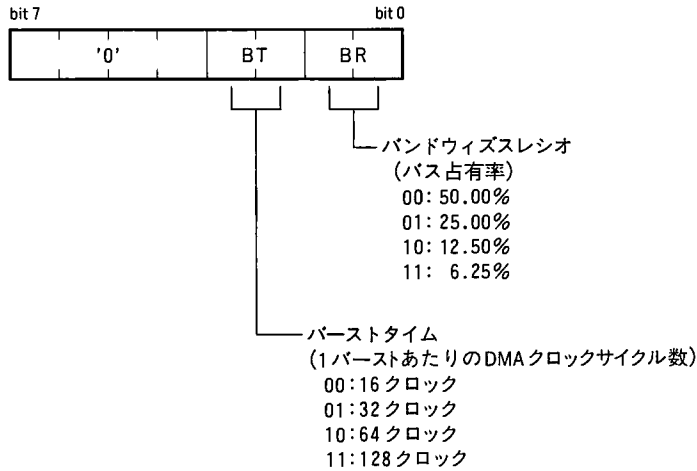 bit 7 bit 0
'0' BT BR
バンドウィズスレシオ
(バス占有率)
00: 50.00%
01: 25.00%
10: 12.50%
11: 6.25%
バーストタイム
(1バーストあたりのDMAクロックサイクル数)
00:16クロック
01:32クロック
10:64クロック
11:128クロック